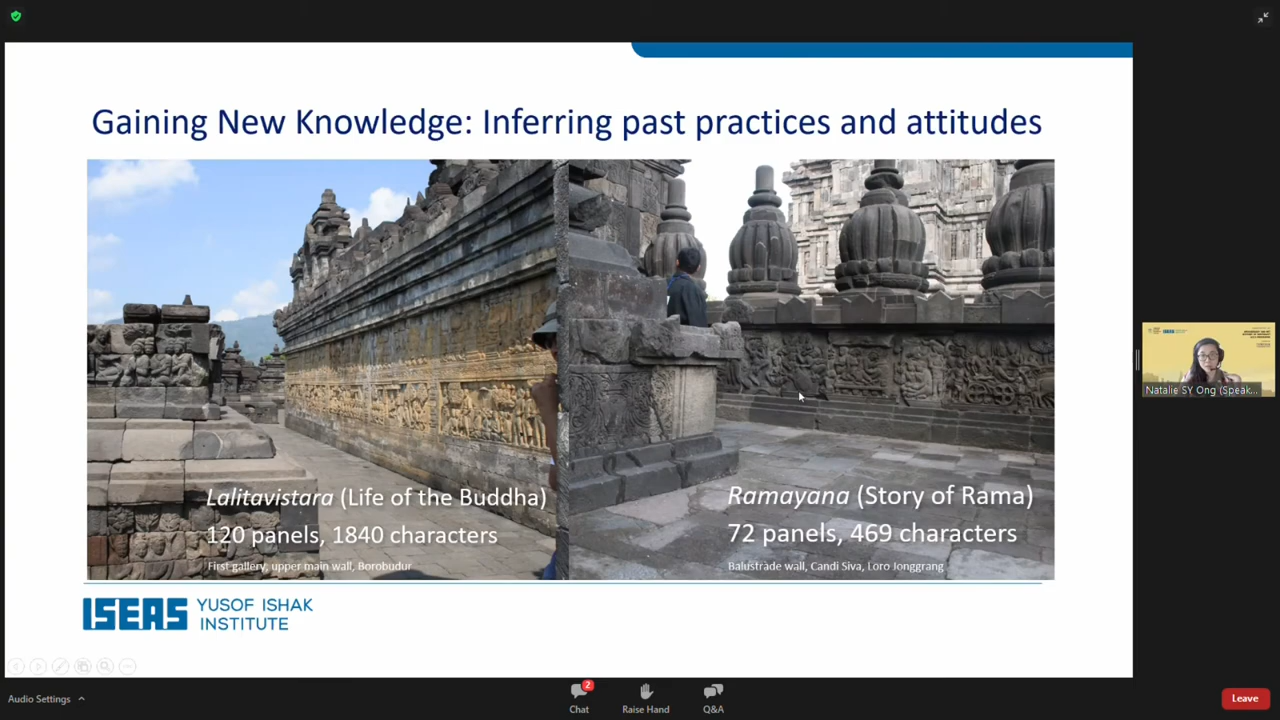 Gaining New Knowledge: Inferring past practices and attitudes
Lalitavistara (Life of the Buddha)
120 panels, 1840 characters
First gallery, upper main wall, Borobudur
Ramayana (Story of Rama)
72 panels, 469 characters
Balustrade wall, Candi Siva, Loro Jonggrang
ISEAS YUSOF ISHAK
INSTITUTE
ISEAS
Natalie SY Ong (Speak...
Audio Settings
2
Chat
Raise Hand
Q&A
Leave